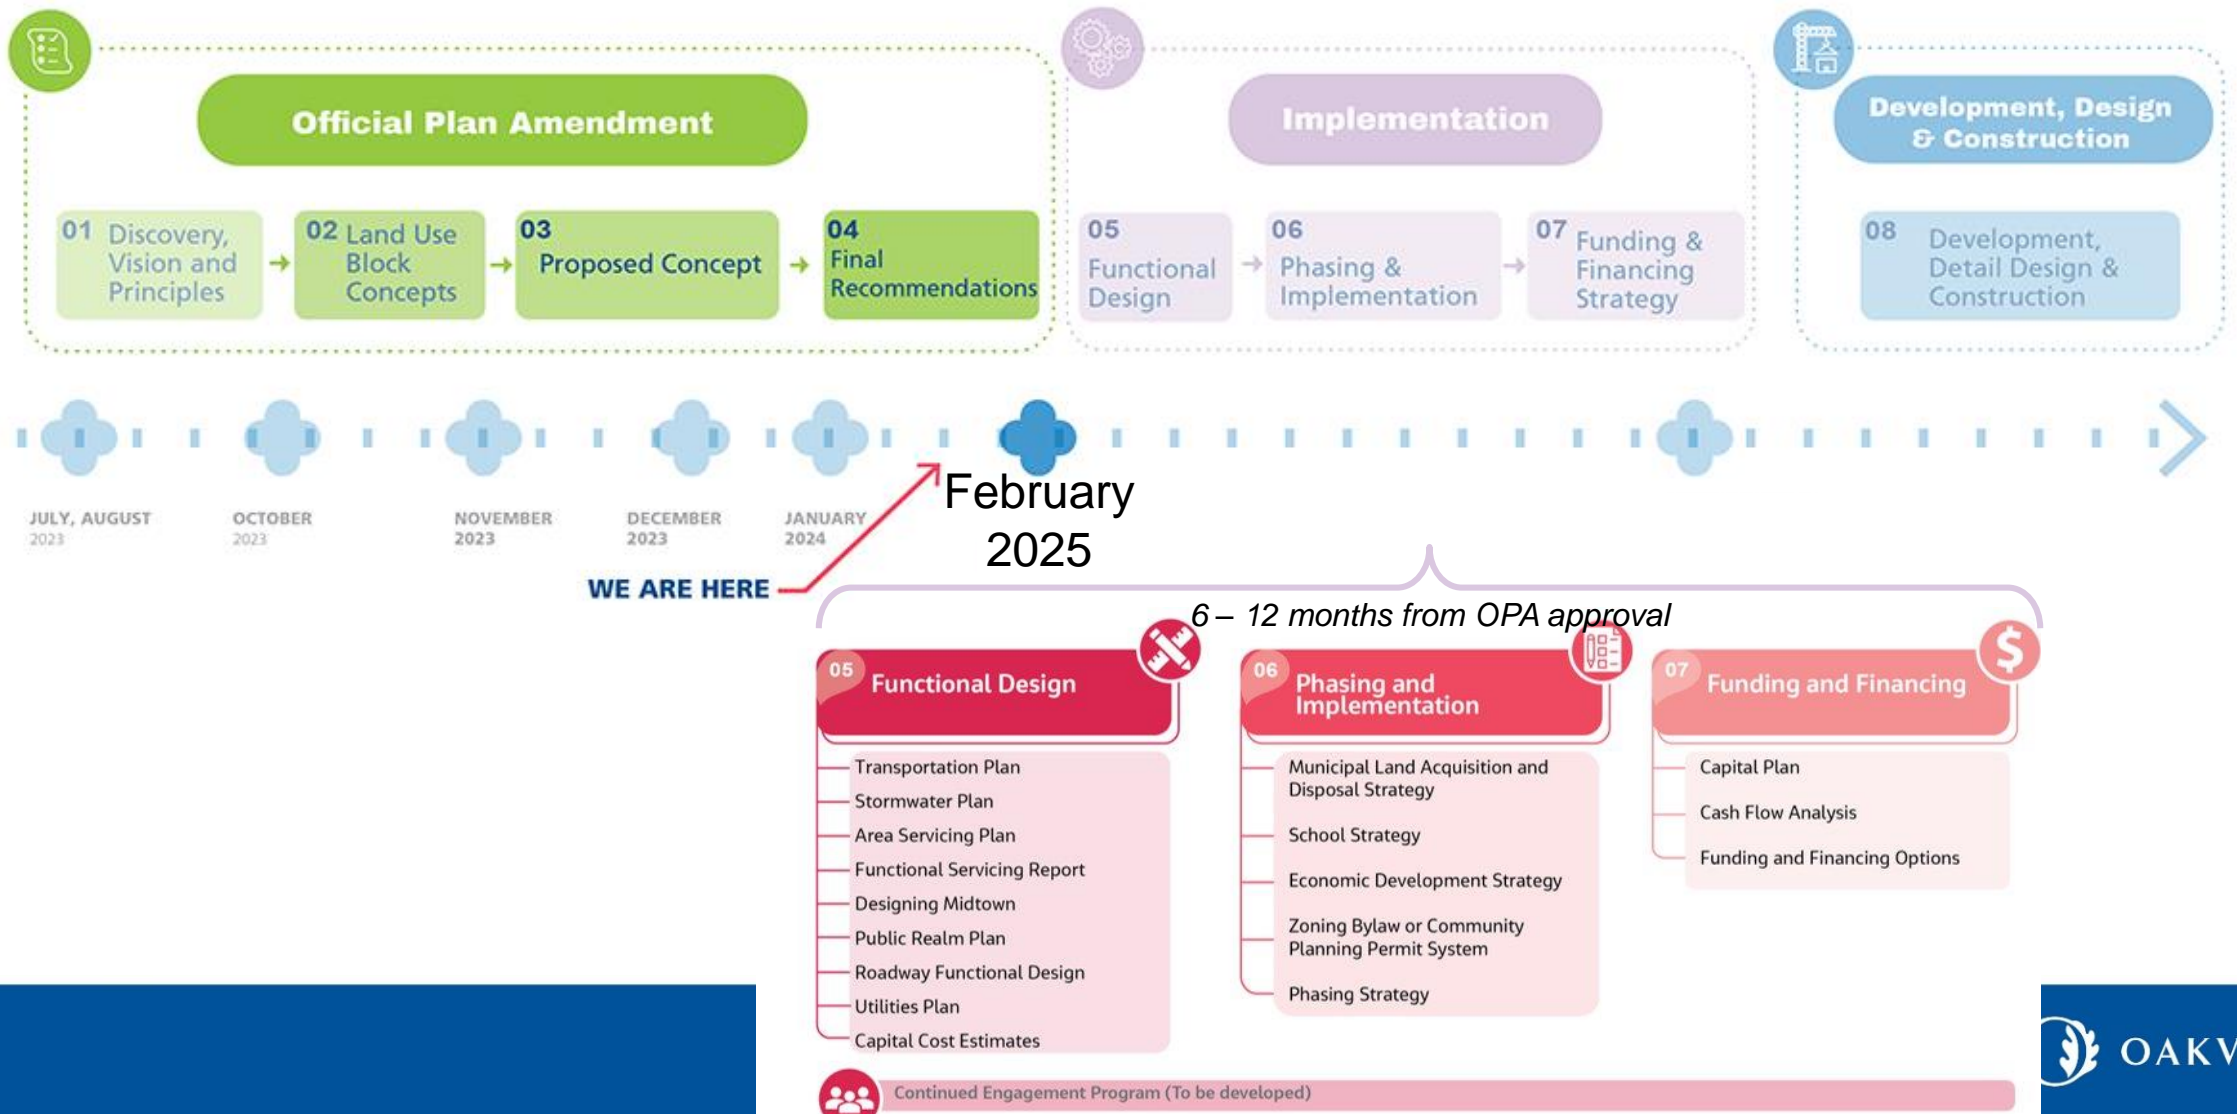 Official Plan Amendment
Implementation
Development, Design
& Construction
01 Discovery,
Vision and
Principles
02 Land Use
Block
Concepts
03
Proposed Concept
04
Final
Recommendations
05
Functional
Design
06
Phasing &
Implementation
07 Funding &
Financing
Strategy
08 Development,
Detail Design &
Construction
JULY, AUGUST
2023
OCTOBER
2023
NOVEMBER
2023
DECEMBER
2023
JANUARY
2024
February
2025
WE ARE HERE
6 – 12 months from OPA approval
05 Functional Design
Transportation Plan
Stormwater Plan
Area Servicing Plan
Functional Servicing Report
Designing Midtown
Public Realm Plan
Roadway Functional Design
Utilities Plan
Capital Cost Estimates
06 Phasing and
Implementation
Municipal Land Acquisition and
Disposal Strategy
School Strategy
Economic Development Strategy
Zoning Bylaw or Community
Planning Permit System
Phasing Strategy
07 Funding and Financing
$
Capital Plan
Cash Flow Analysis
Funding and Financing Options
Continued Engagement Program (To be developed)
OAKV